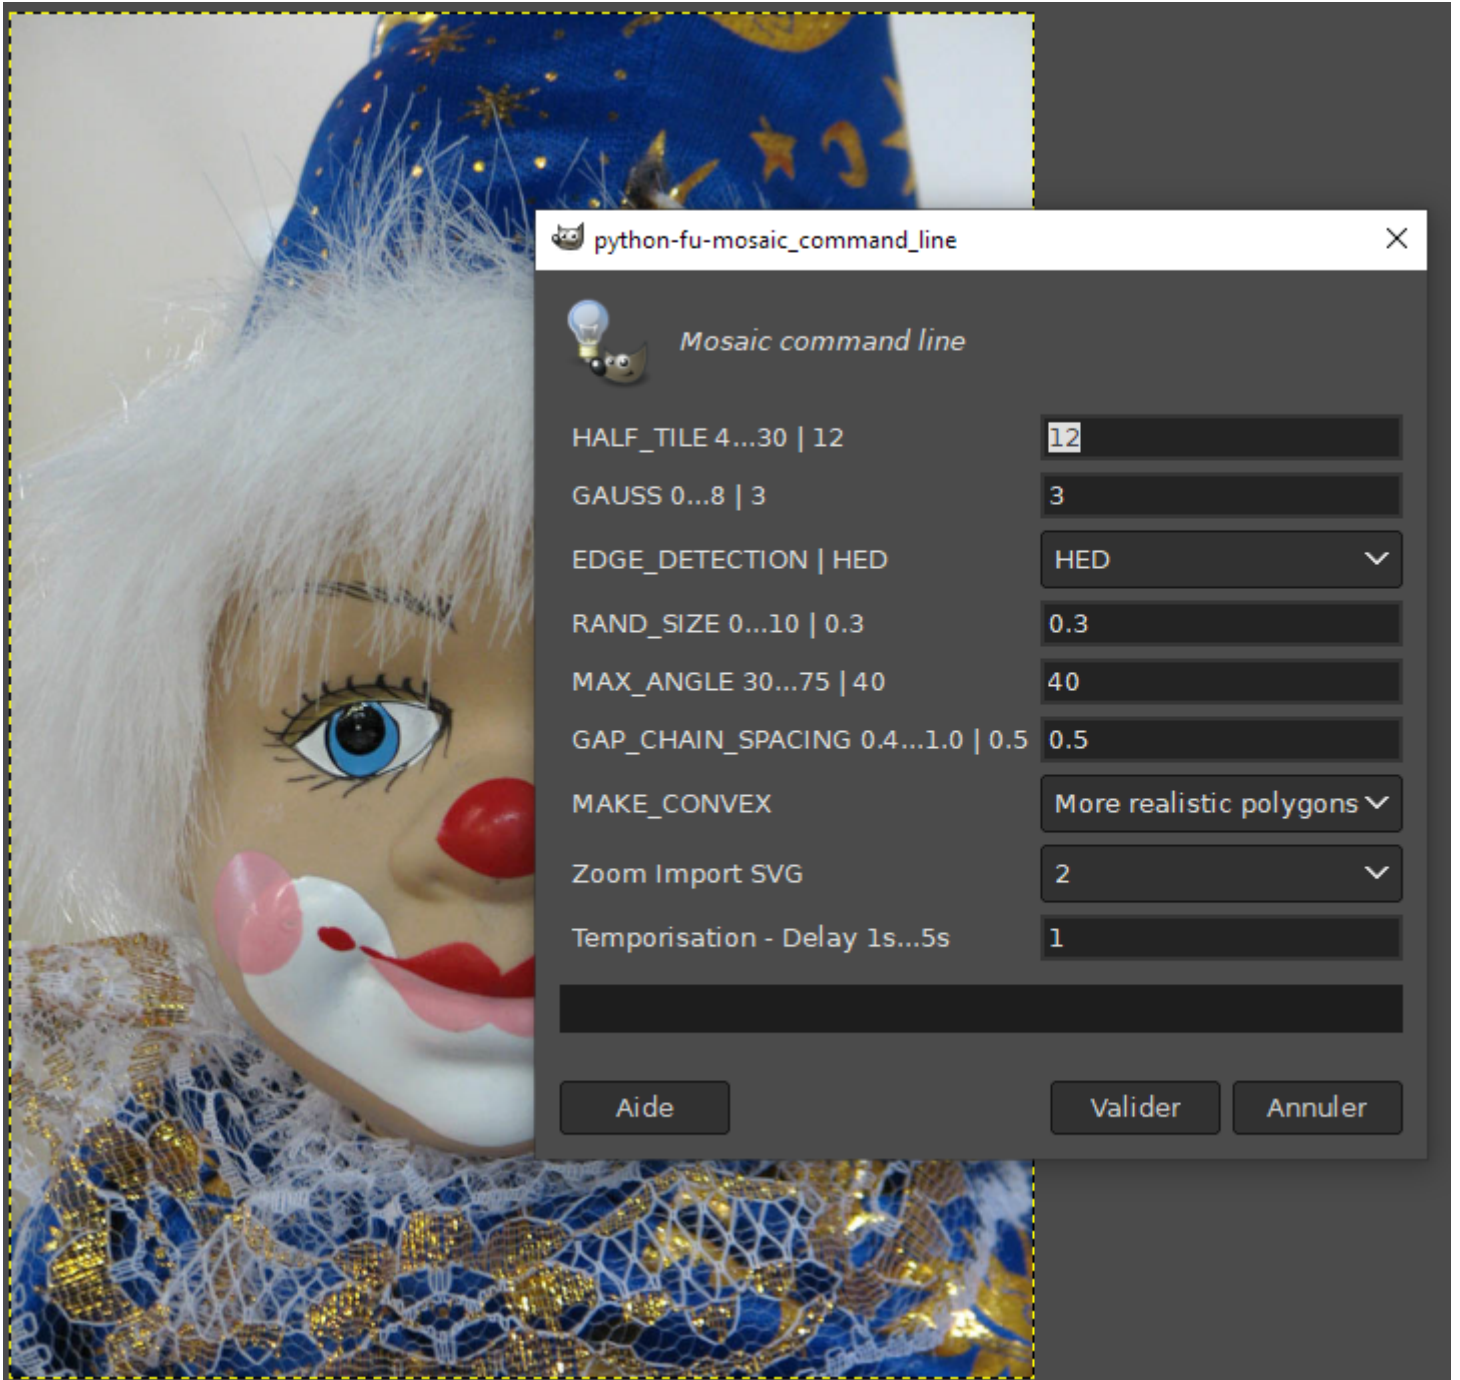 python-fu-mosaic_command_line
Mosaic command line
HALF_TILE 4...30 | 12
12
GAUSS 0...8 | 3
3
EDGE_DETECTION | HED
HED
RAND_SIZE 0...10 | 0.3
0.3
MAX_ANGLE 30...75 | 40
40
GAP_CHAIN_SPACING 0.4...1.0 | 0.5
0.5
MAKE_CONVEX
More realistic polygons
Zoom Import SVG
2
Temporisation - Delay 1s...5s
1
Aide
Valider
Annuler